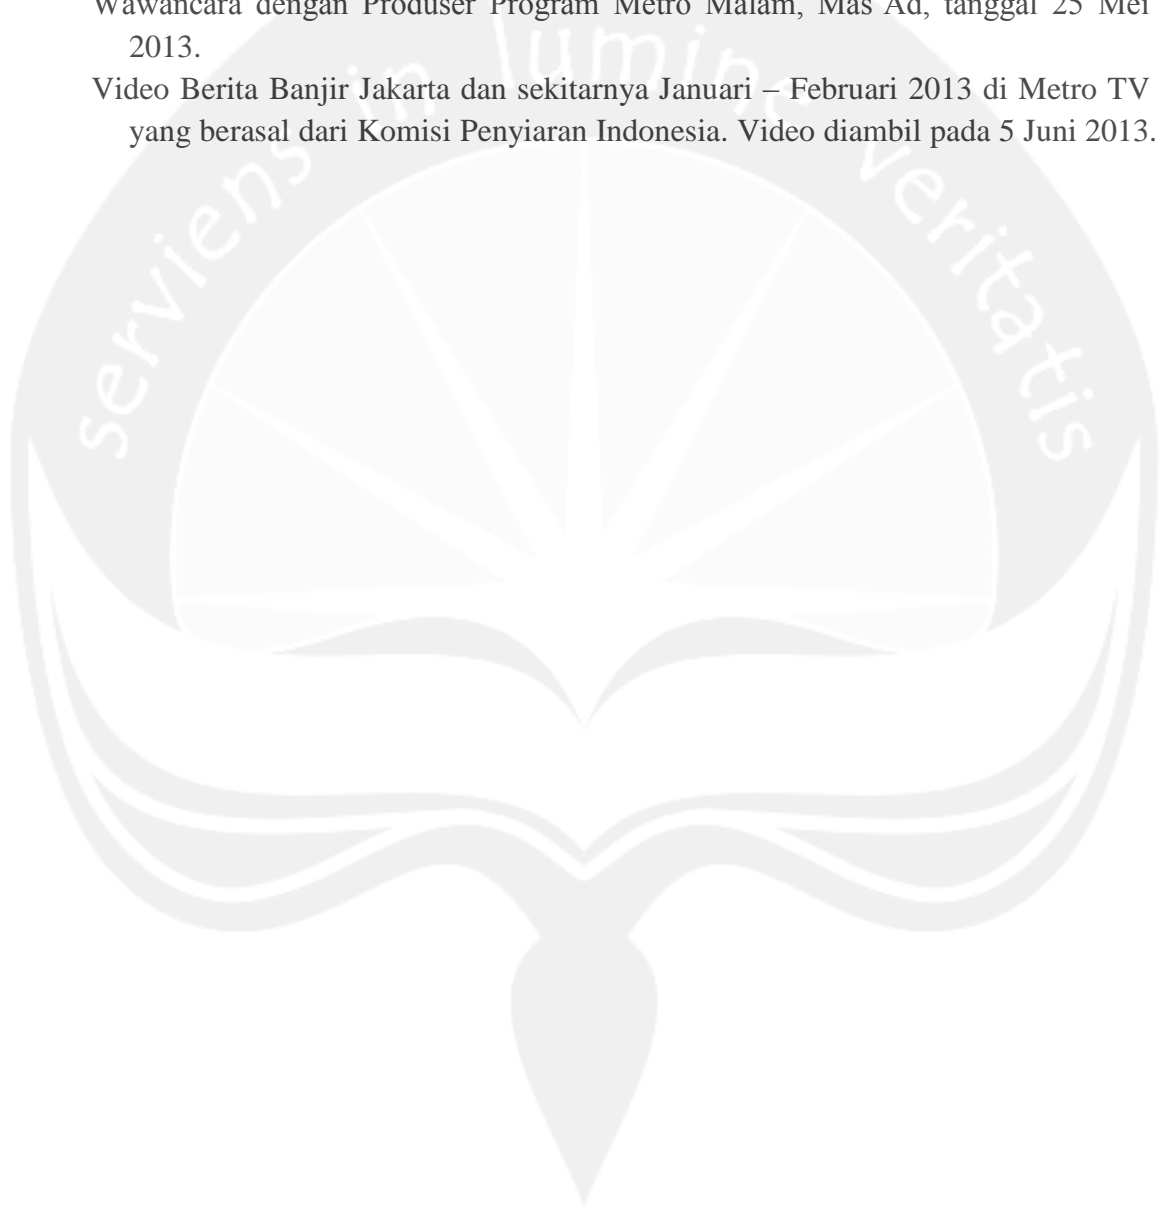 Wawancara dengan Produser Program Metro Malam, Mas Ad, tanggal 25 Mei
2013.
Video Berita Banjir Jakarta dan sekitarnya Januari – Februari 2013 di Metro TV
yang berasal dari Komisi Penyiaran Indonesia. Video diambil pada 5 Juni 2013.
serviens in lumine veritatis